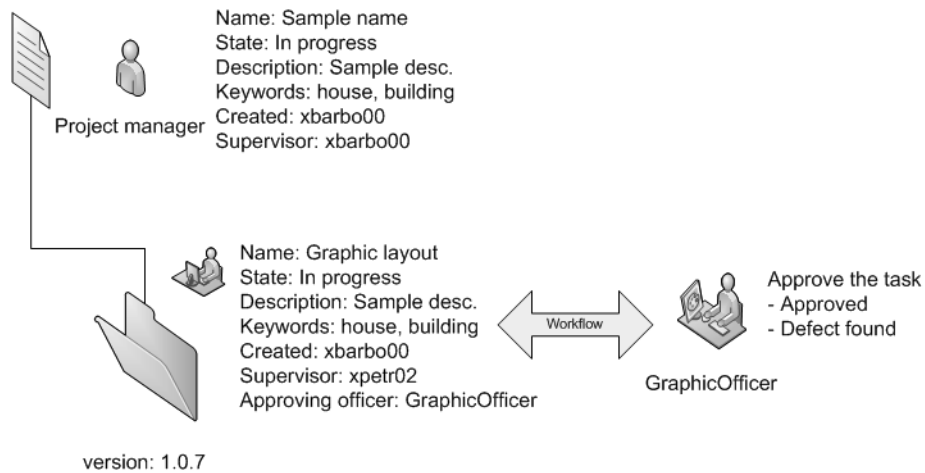 Name: Sample name
State: In progress
Description: Sample desc.
Keywords: house, building
Created: xbarbo00
Supervisor: xbarbo00
Project manager
Name: Graphic layout
State: In progress
Description: Sample desc.
Keywords: house, building
Created: xbarbo00
Supervisor: xpetr02
Approving officer: GraphicOfficer
Workflow
Approve the task
- Approved
- Defect found
GraphicOfficer
version: 1.0.7